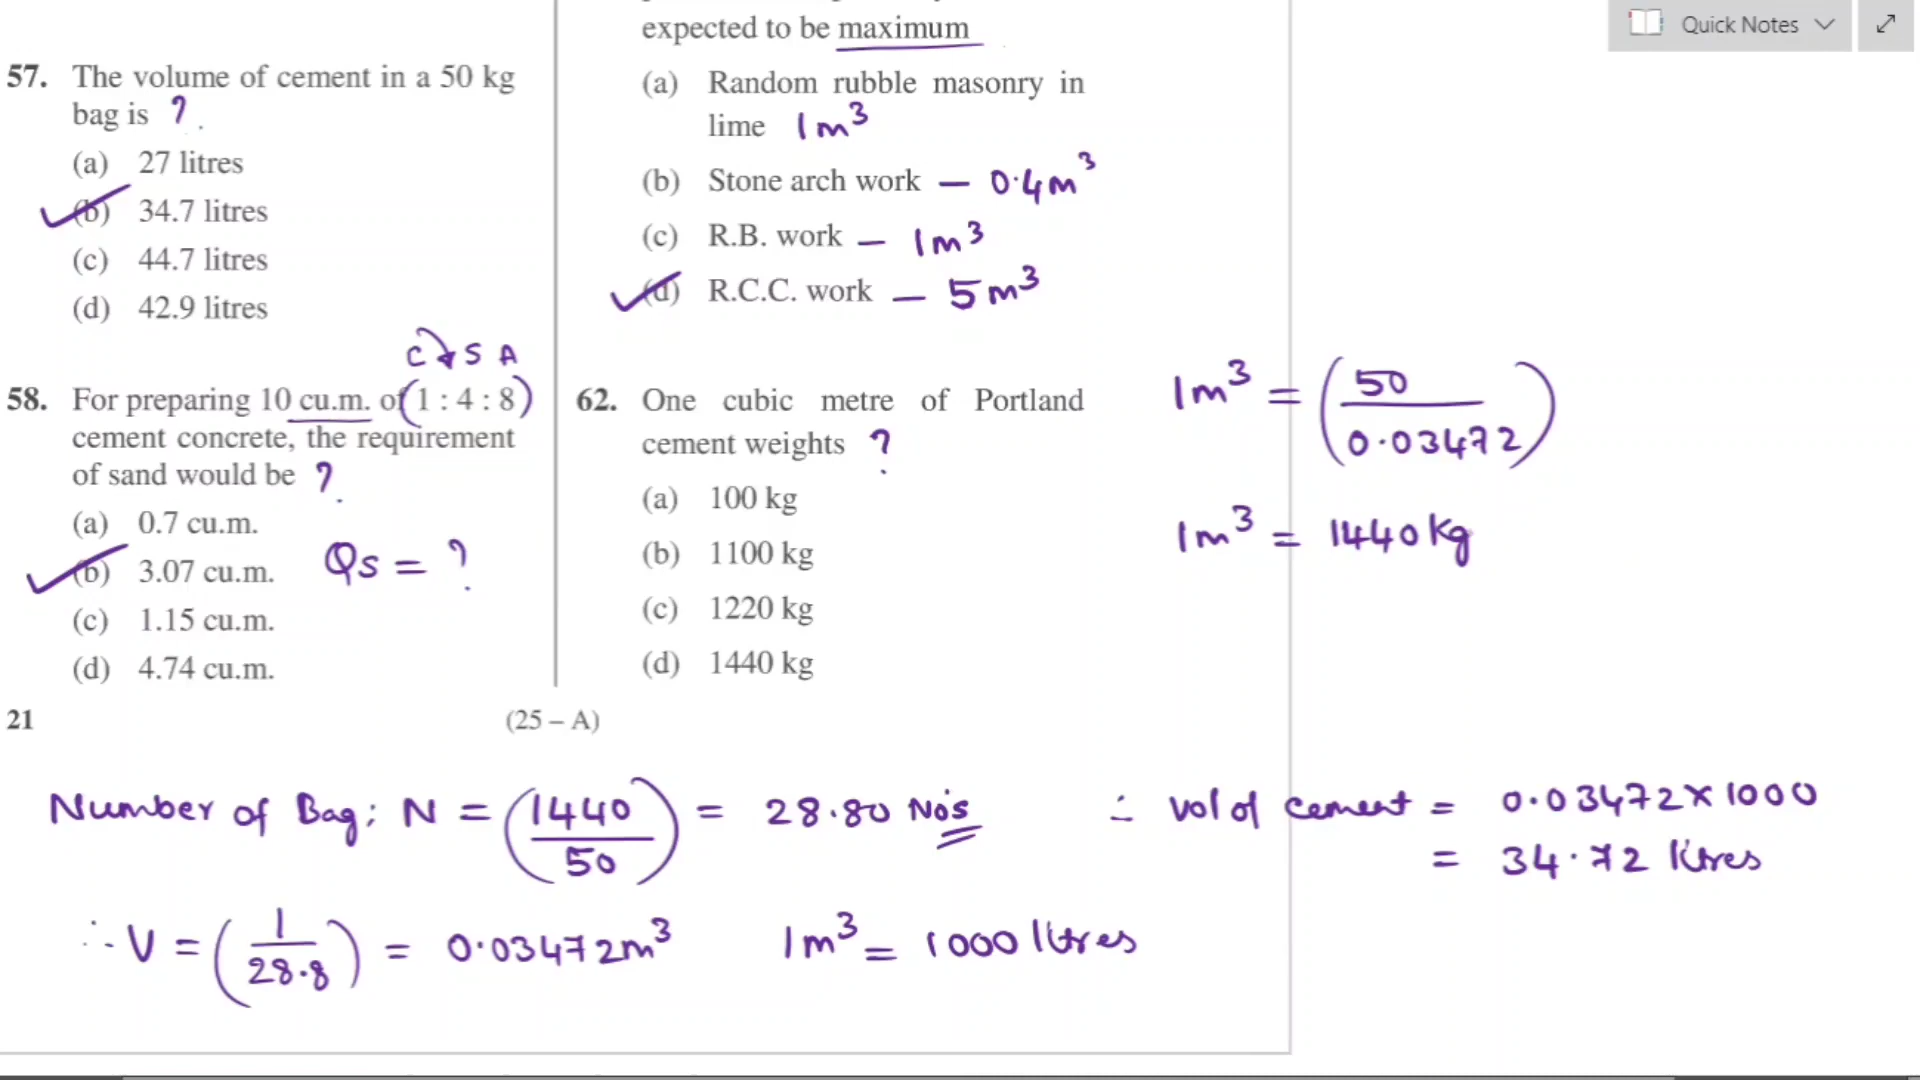 Quick Notes
57. The volume of cement in a 50 kg
bag is ?
(a) 27 litres
(b) 34.7 litres
(c) 44.7 litres
(d) 42.9 litres
C S A
58. For preparing 10 cu.m. of (1 : 4 : 8)
cement concrete, the requirement
of sand would be ?
(a) 0.7 cu.m.
(b) 3.07 cu.m.
Qs = ?
(c) 1.15 cu.m.
(d) 4.74 cu.m.
21
(25 – A)
expected to be maximum
(a) Random rubble masonry in
lime 1m³
(b) Stone arch work – 0.4m³
(c) R.B. work – 1m³
(d) R.C.C. work – 5m³
62. One cubic metre of Portland
cement weights ?
(a) 100 kg
(b) 1100 kg
(c) 1220 kg
(d) 1440 kg
1m³ = (50/0.03472)
1m³ = 1440kg
Number of Bag; N = (1440/50) = 28.80 No's
∴ V = (1/28.8) = 0.03472m³
1m³ = 1000 litres
∴ vol of cement = 0.03472 x 1000
= 34.72 litres